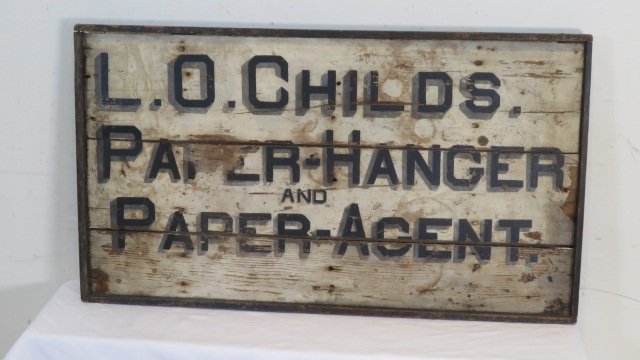 L.O. CHILDS.
PAPER-HANGER
AND
PAPER-AGENT.